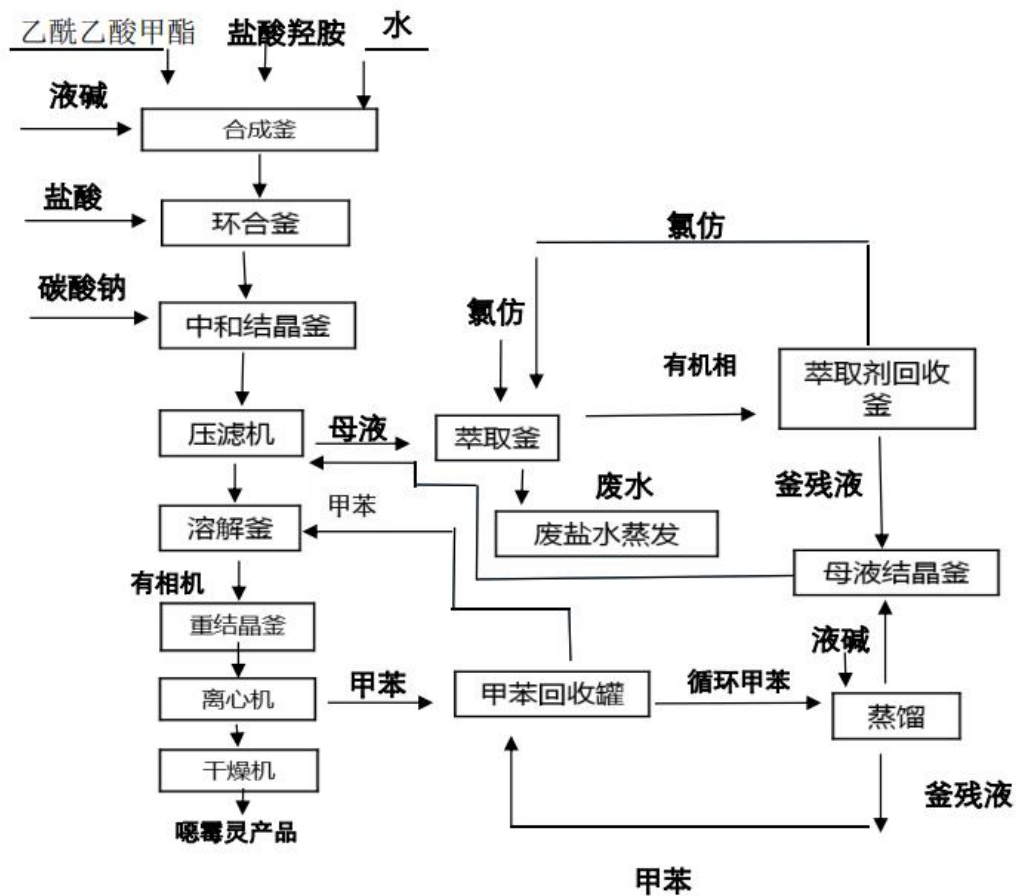 乙酰乙酸甲酯
盐酸羟胺
水
液碱
合成釜
盐酸
环合釜
氯仿
碳酸钠
中和结晶釜
氯仿
有机相
萃取剂回收
釜
压滤机
母液
萃取釜
釜残液
废水
甲苯
溶解釜
废盐水蒸发
母液结晶釜
有相机
重结晶釜
液碱
甲苯
甲苯回收罐
循环甲苯
离心机
蒸馏
干燥机
釜残液
噁霉灵产品
甲苯